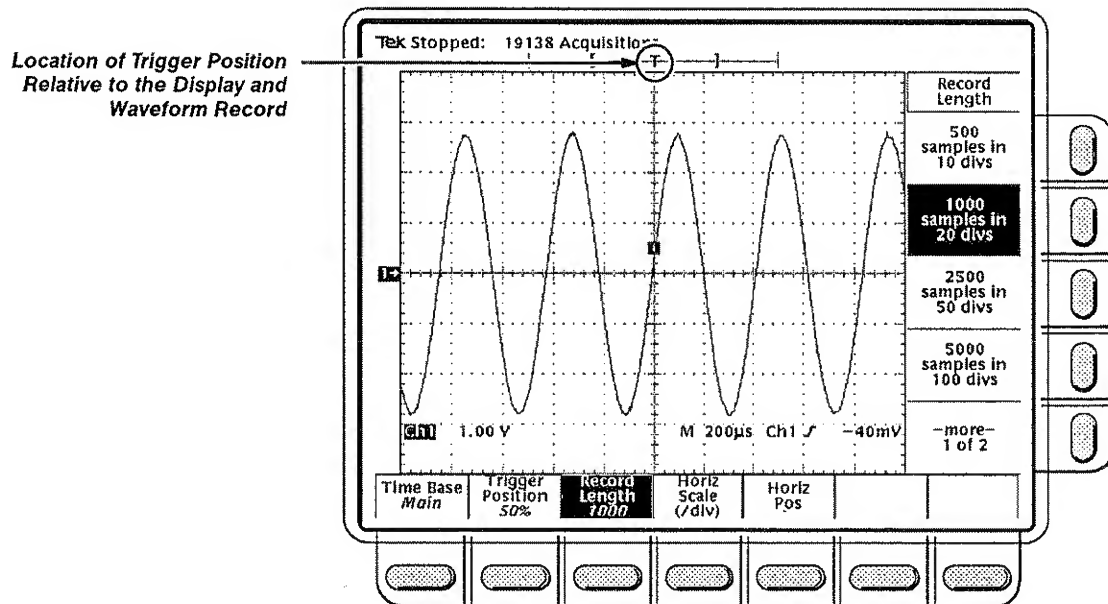 Location of Trigger Position
Relative to the Display and
Waveform Record
Tek Stopped: 19138 Acquisitions
[ T ]
Record
Length
500
samples in
10 divs
1000
samples in
20 divs
2500
samples in
50 divs
5000
samples in
100 divs
–more–
1 of 2
1→
Ch1 1.00 V M 200µs Ch1 ƒ –40mV
Time Base
Main
Trigger
Position
50%
Record
Length
1000
Horiz
Scale
(/div)
Horiz
Pos